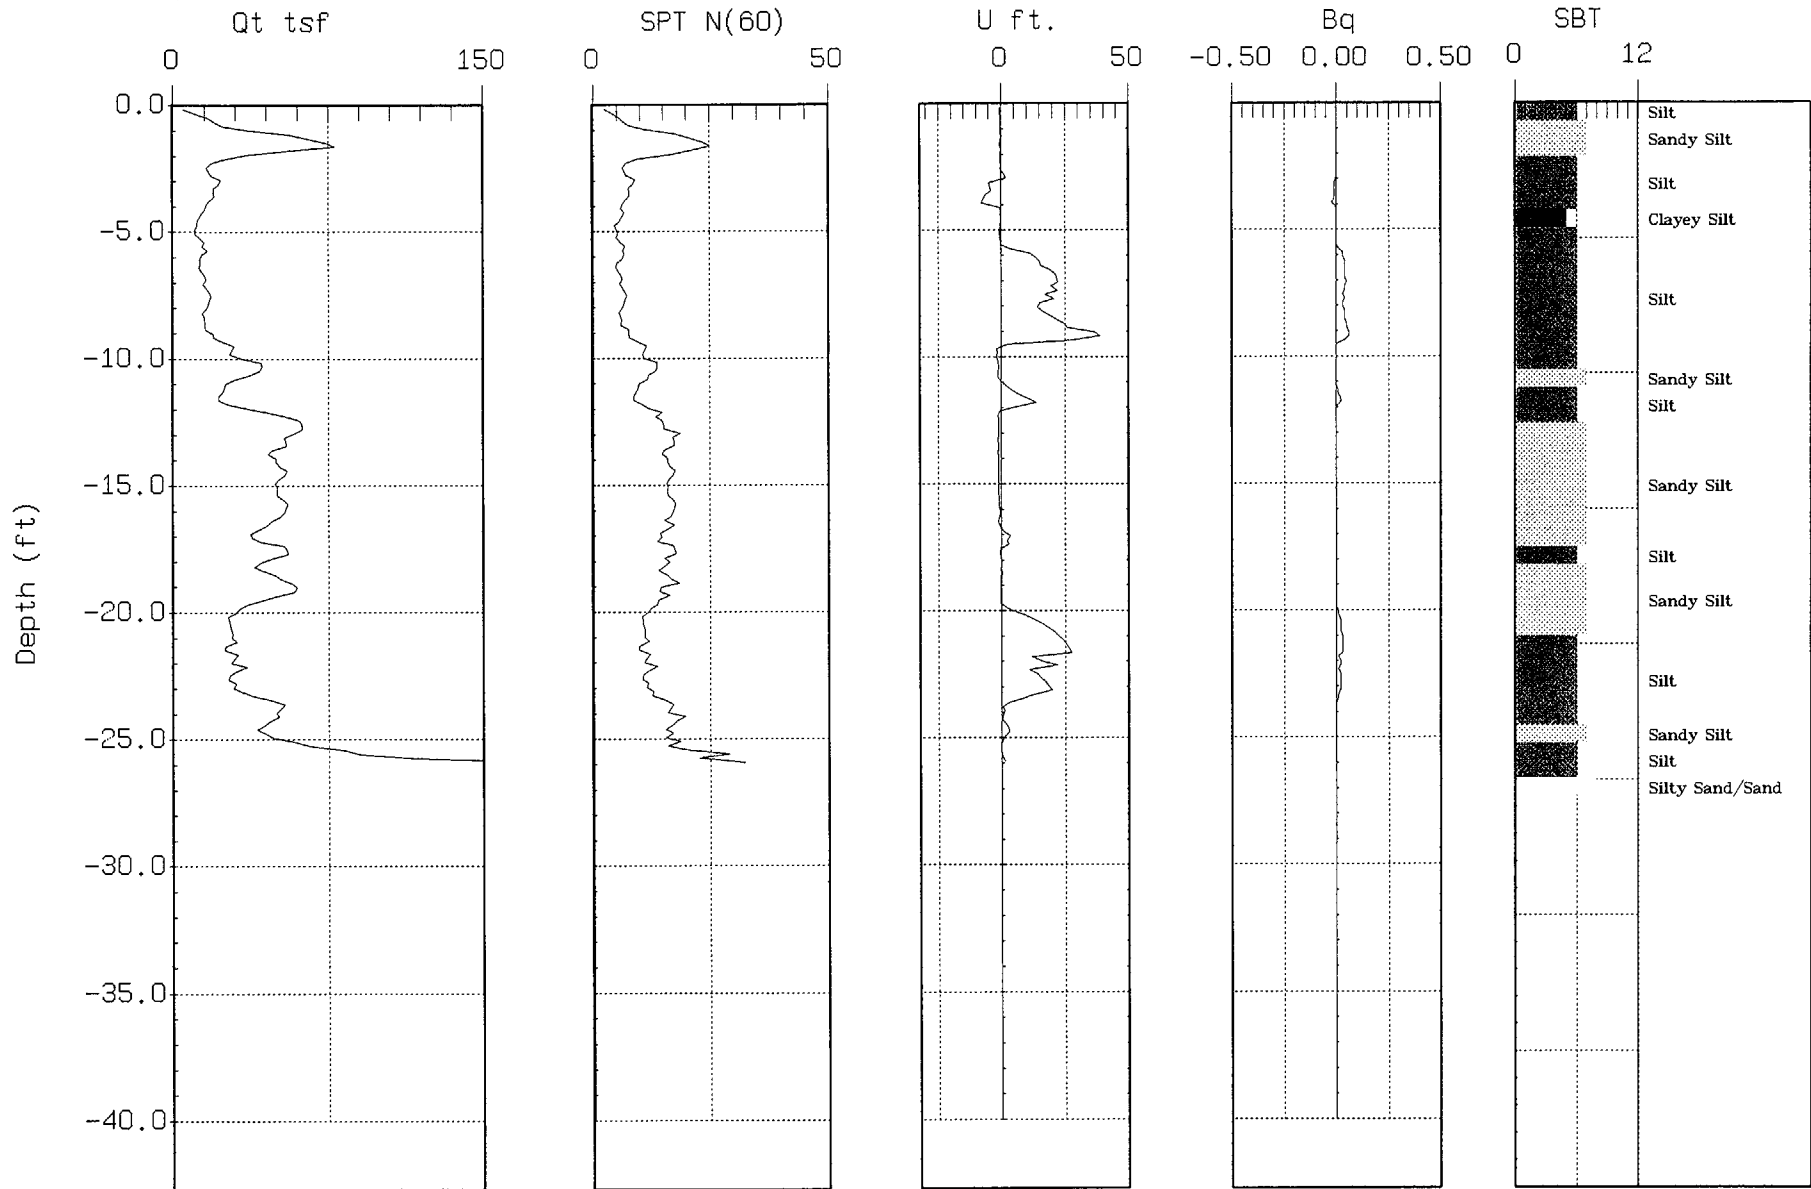 Qt tsf
SPT N(60)
U ft.
Bq
SBT
0 150
0 50
0 50
-0.50 0.00 0.50
0 12
0.0
-5.0
-10.0
-15.0
-20.0
-25.0
-30.0
-35.0
-40.0
Depth (ft)
Silt
Sandy Silt
Silt
Clayey Silt
Silt
Sandy Silt
Silt
Sandy Silt
Silt
Sandy Silt
Silt
Sandy Silt
Silt
Silty Sand/Sand